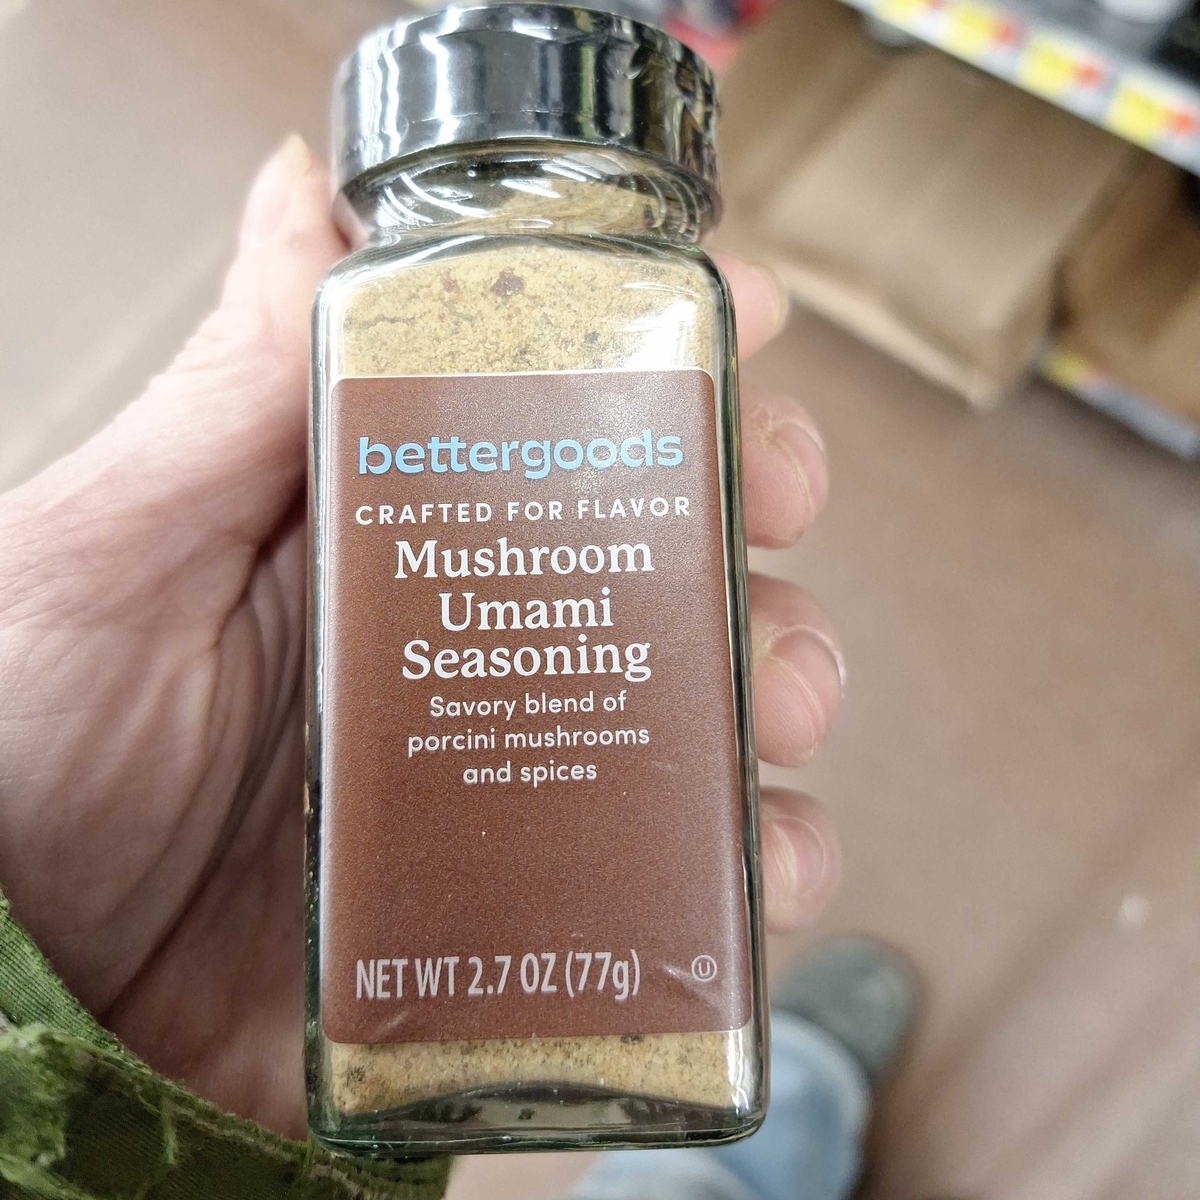 bettergoods
CRAFTED FOR FLAVOR
Mushroom
Umami
Seasoning
Savory blend of
porcini mushrooms
and spices
NET WT 2.7 OZ (77g)
U